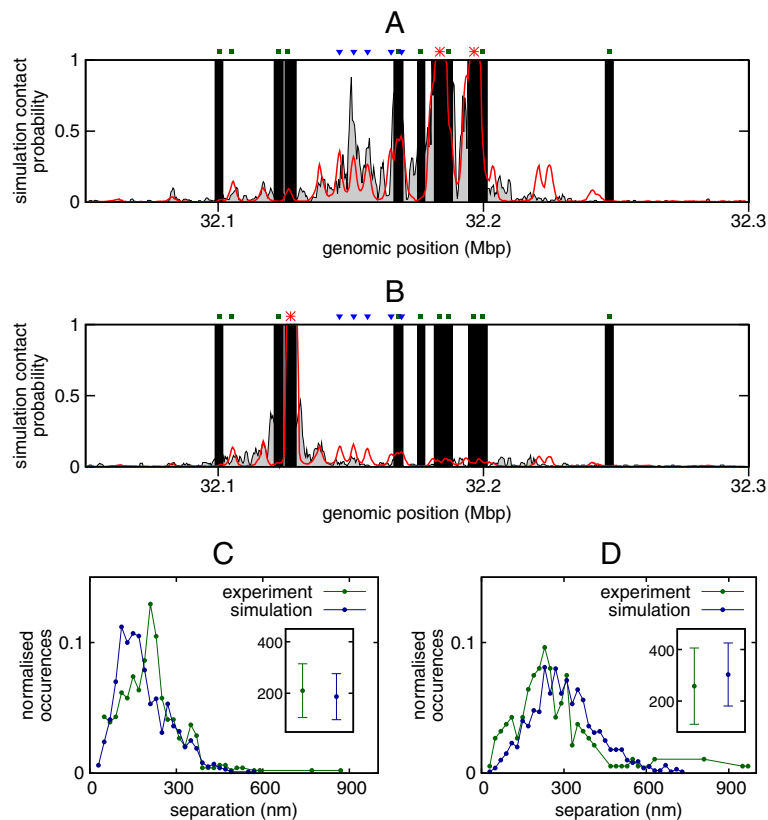 A
simulation contact
probability
1
0.5
0
32.1
32.2
32.3
genomic position (Mbp)
B
simulation contact
probability
1
0.5
0
32.1
32.2
32.3
genomic position (Mbp)
C
normalised
occurences
0.1
0
experiment
simulation
400
200
0
300
600
900
separation (nm)
D
normalised
occurences
0.1
0
experiment
simulation
400
200
0
300
600
900
separation (nm)